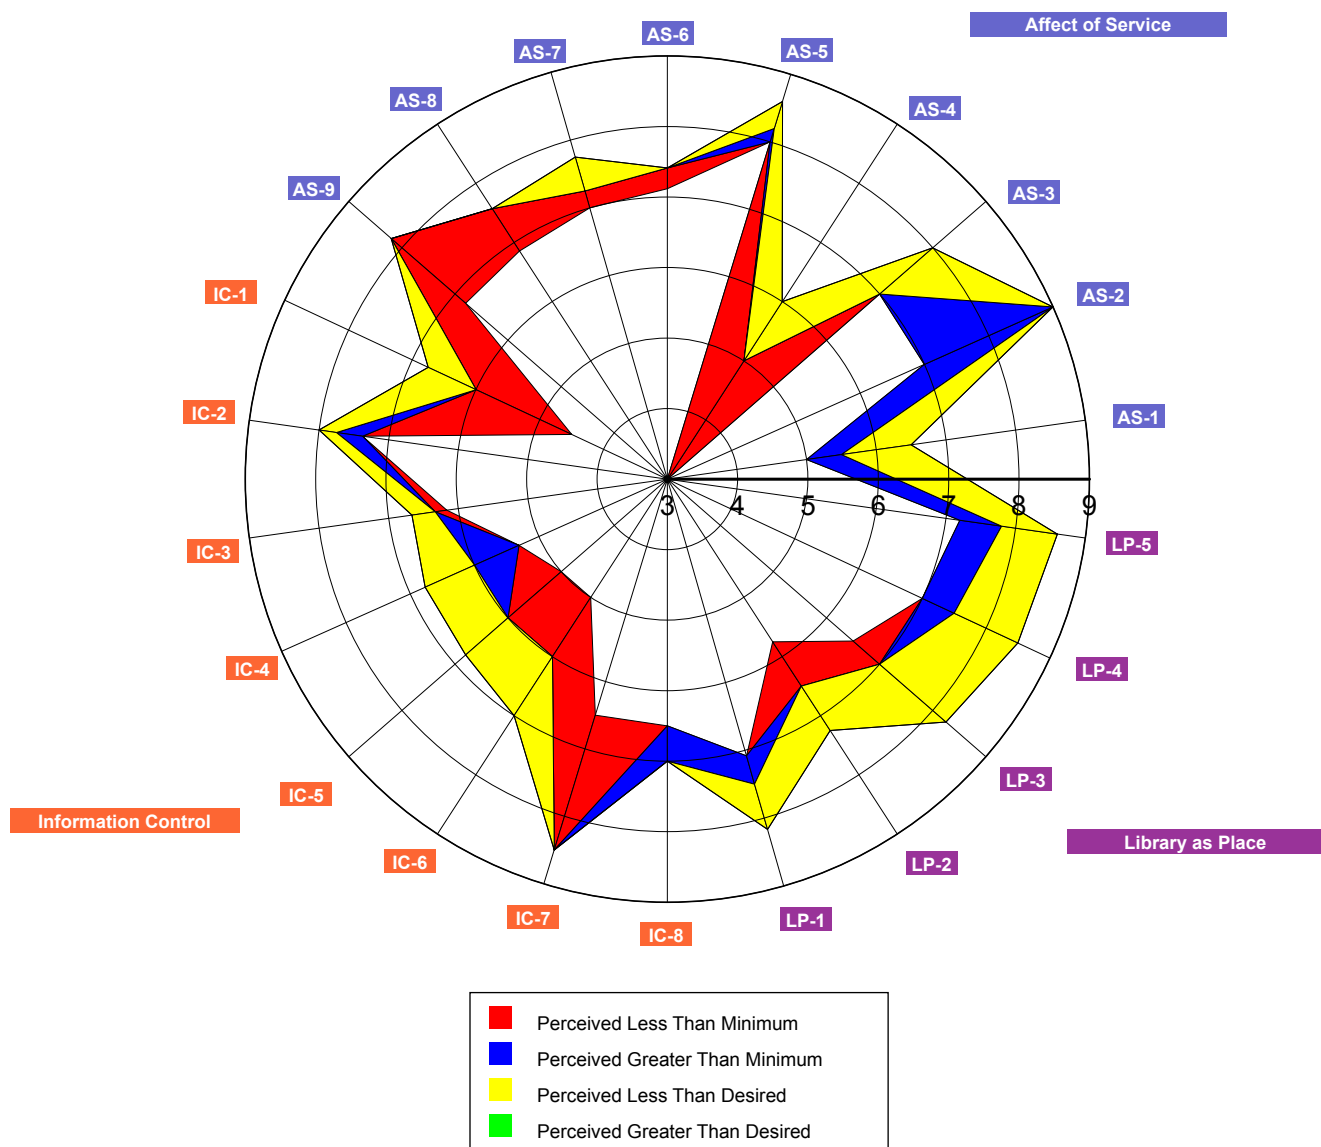 Affect of Service
AS-6
AS-7
AS-5
AS-8
AS-4
AS-9
AS-3
IC-1
AS-2
IC-2
AS-1
3 4 5 6 7 8 9
IC-3
LP-5
IC-4
LP-4
IC-5
LP-3
Information Control
Library as Place
IC-6
LP-2
IC-7
LP-1
IC-8
Perceived Less Than Minimum
Perceived Greater Than Minimum
Perceived Less Than Desired
Perceived Greater Than Desired